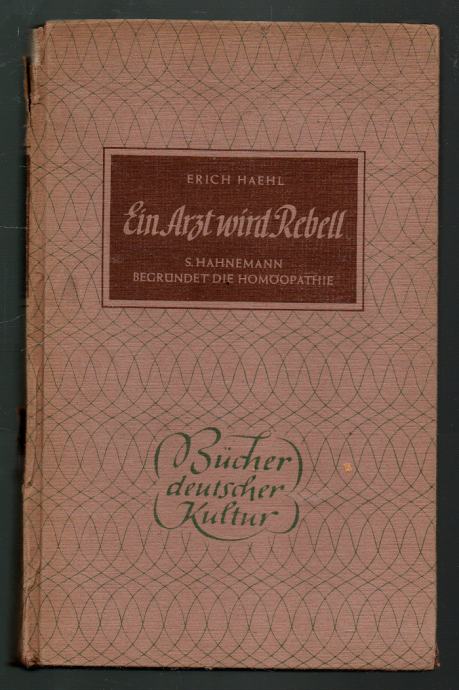 ERICH HAEHL
Ein Arzt wird Rebell
S. HAHNEMANN
BEGRÜNDET DIE HOMÖOPATHIE
Bücher
deutscher
Kultur